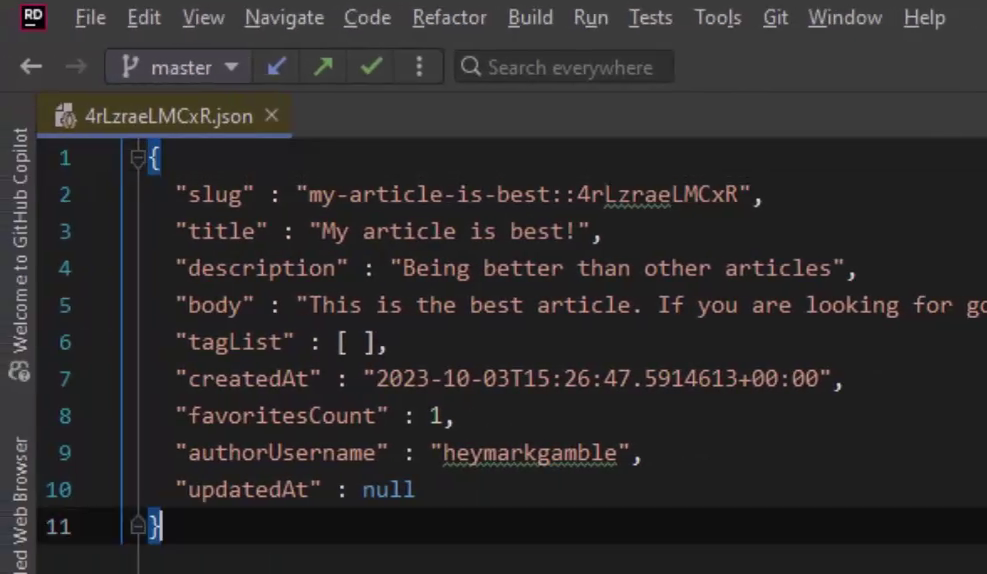 RD File Edit View Navigate Code Refactor Build Run Tests Tools Git Window Help
master Search everywhere
4rLzraeLMCxR.json
Welcome to GitHub Copilot
Web Browser
1 {
2 "slug" : "my-article-is-best::4rLzraeLMCxR",
3 "title" : "My article is best!",
4 "description" : "Being better than other articles",
5 "body" : "This is the best article. If you are looking for
6 "tagList" : [ ],
7 "createdAt" : "2023-10-03T15:26:47.5914613+00:00",
8 "favoritesCount" : 1,
9 "authorUsername" : "heymarkgamble",
10 "updatedAt" : null
11 }